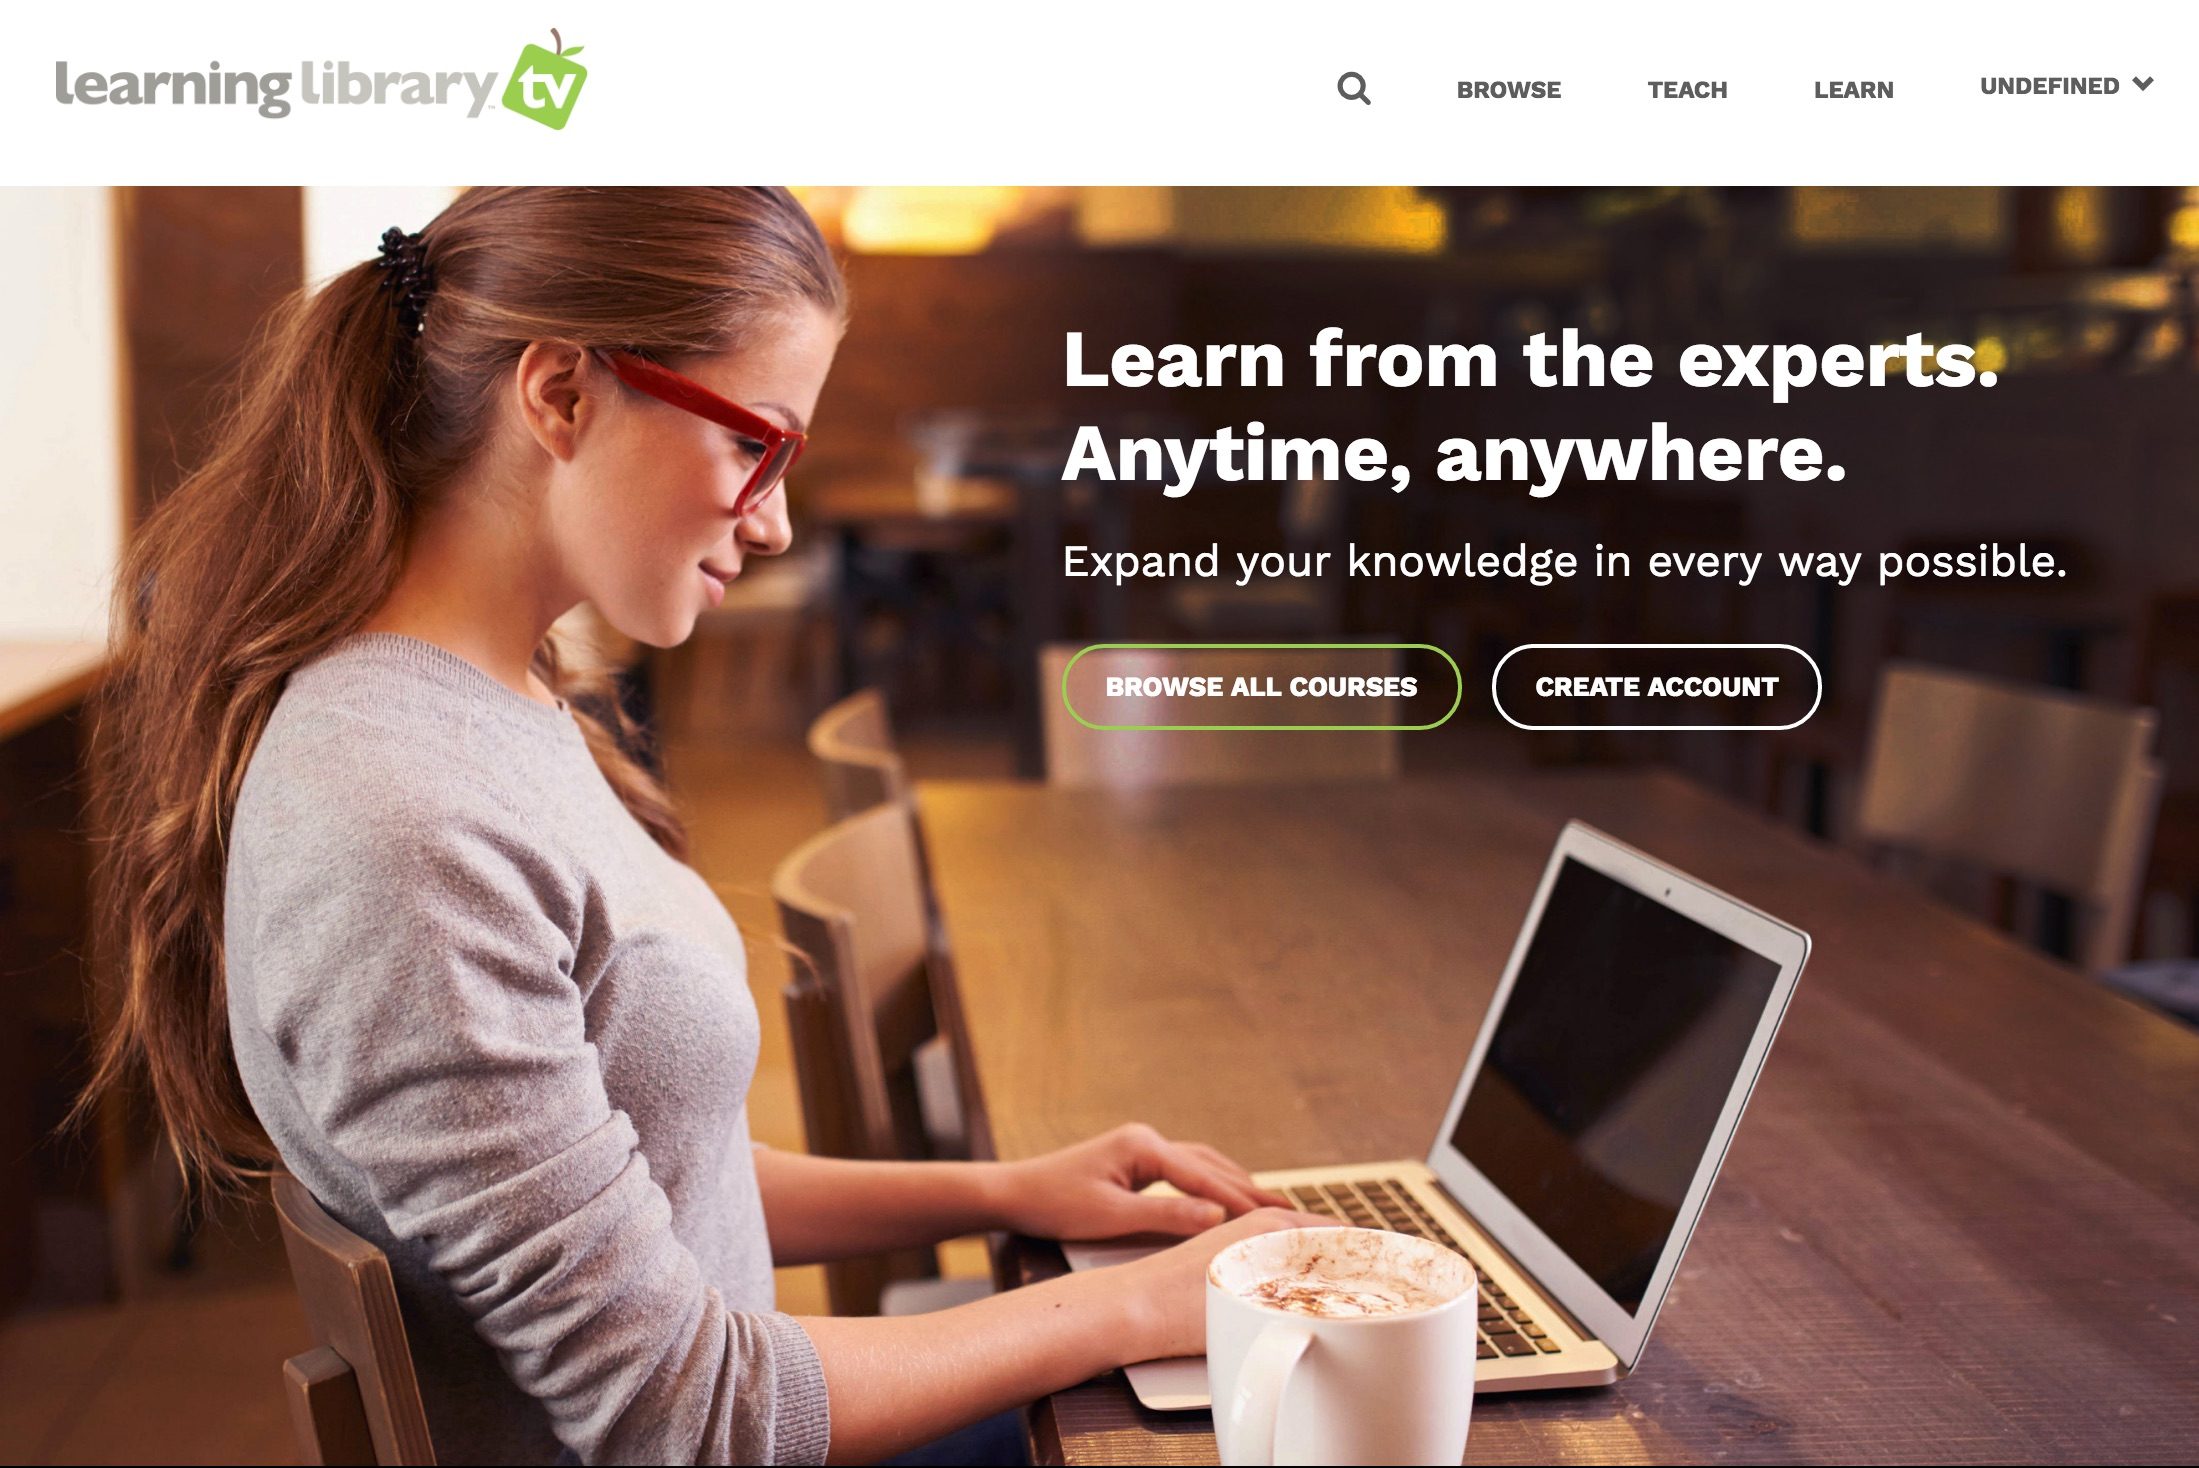 learning library tv
BROWSE
TEACH
LEARN
UNDEFINED
Learn from the experts.
Anytime, anywhere.
Expand your knowledge in every way possible.
BROWSE ALL COURSES
CREATE ACCOUNT